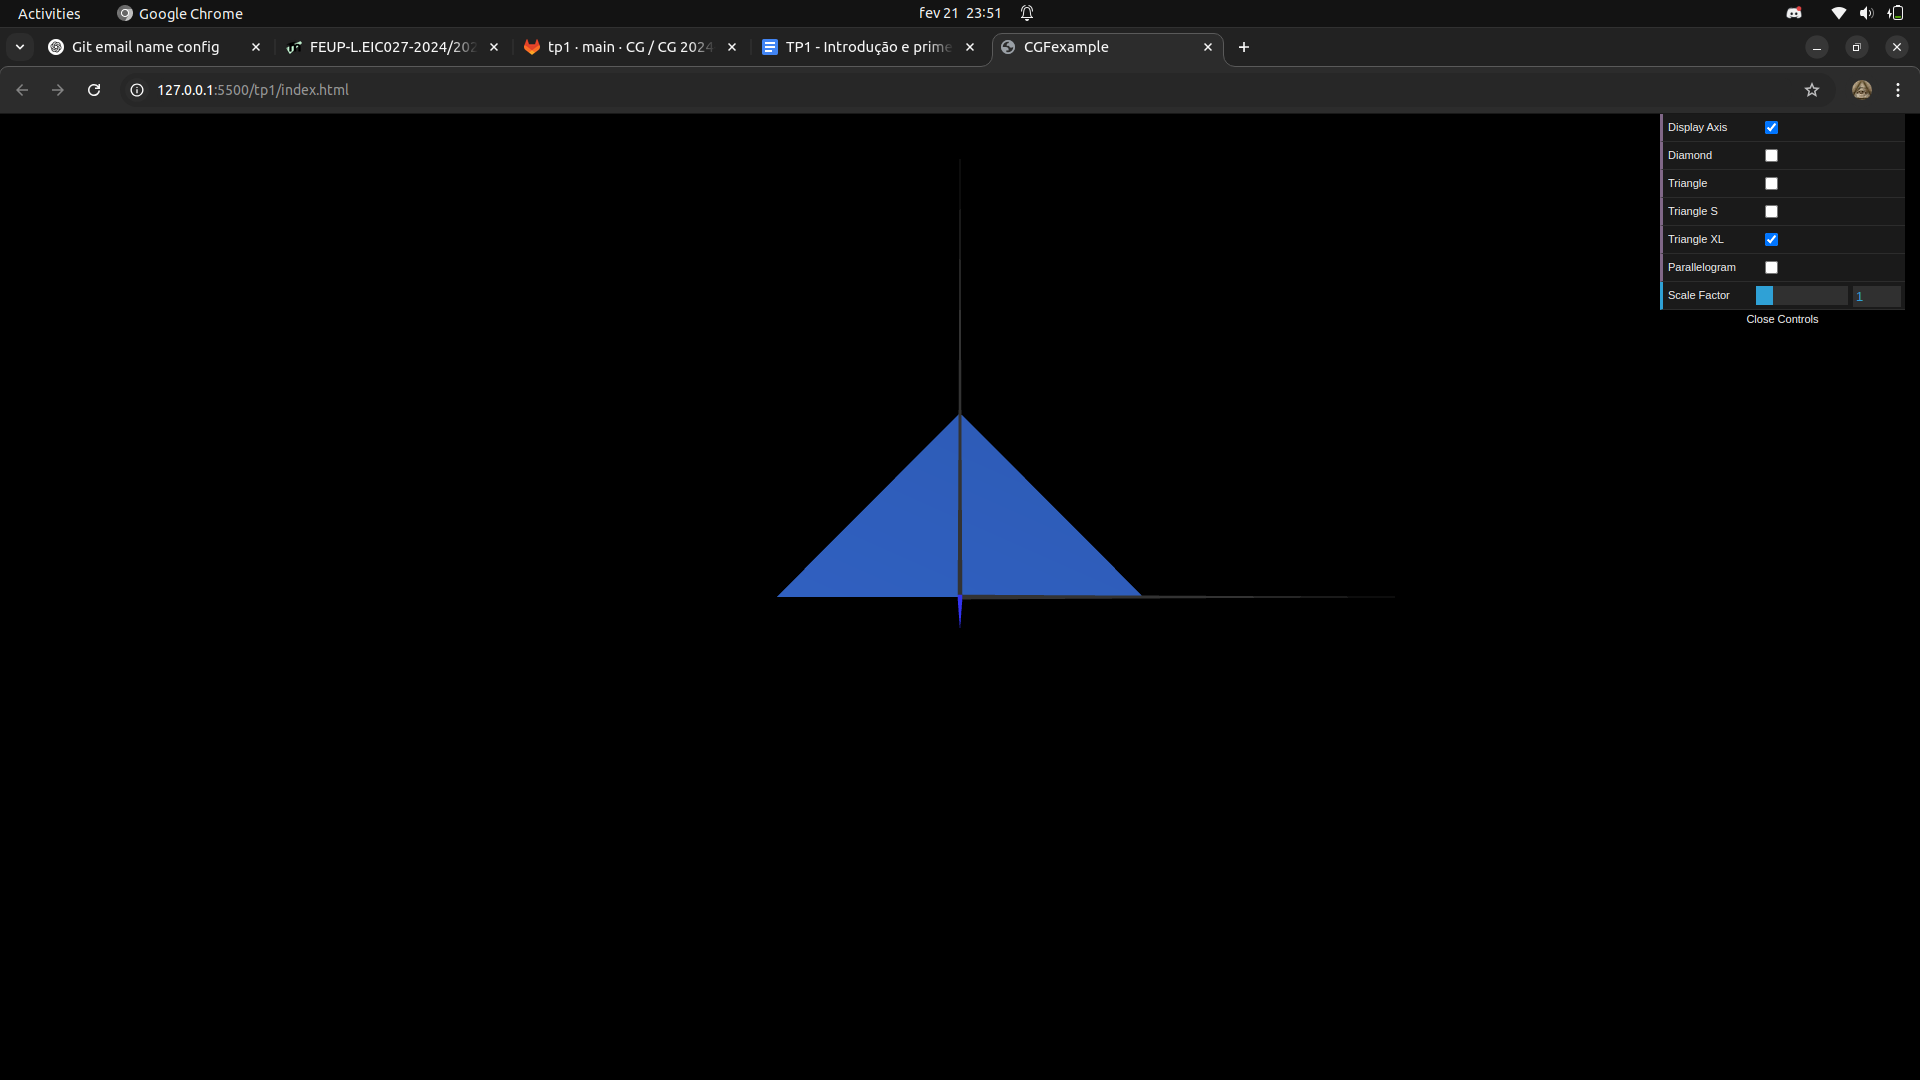 Activities Google Chrome fev 21 23:51
Git email name config FEUP-L.EIC027-2024/202 tp1 · main · CG / CG 2024 TP1 - Introdução e prime CGFexample
127.0.0.1:5500/tp1/index.html
Display Axis
Diamond
Triangle
Triangle S
Triangle XL
Parallelogram
Scale Factor 1
Close Controls